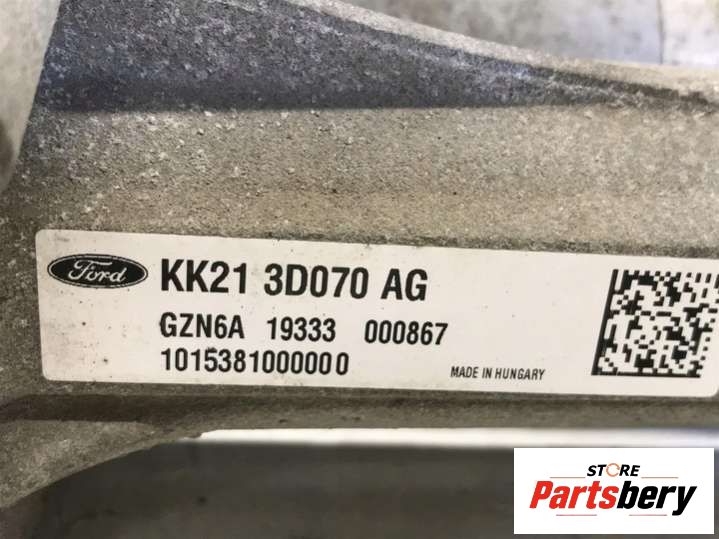 Ford KK21 3D070 AG
GZN6A 19333 000867
1015381000000 MADE IN HUNGARY
STORE
Partsbery